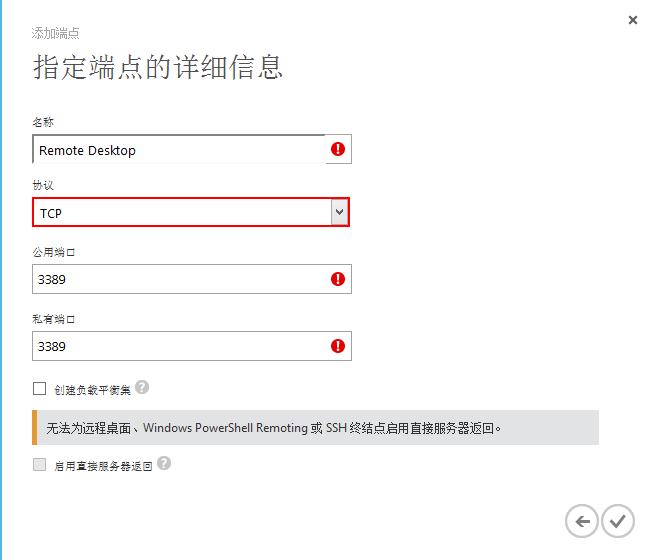 添加端点
指定端点的详细信息
名称
Remote Desktop
协议
TCP
公用端口
3389
私有端口
3389
创建负载平衡集
无法为远程桌面、Windows PowerShell Remoting 或 SSH 终结点启用直接服务器返回。
启用直接服务器返回